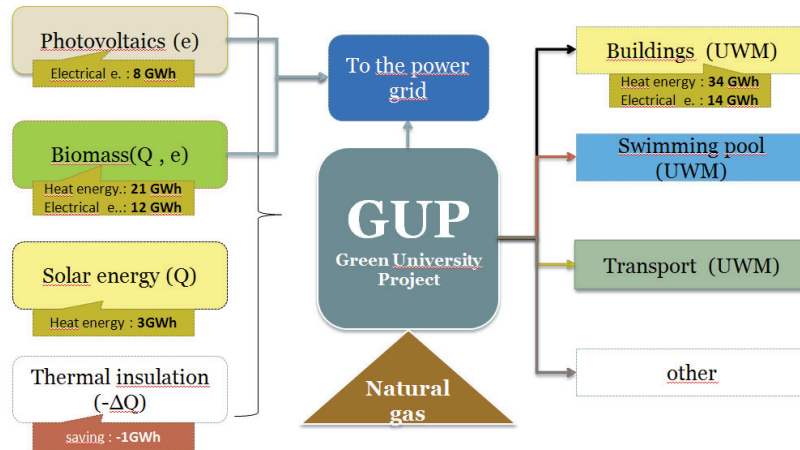 Photovoltaics (e)
Electrical e. : 8 GWh
Biomass(Q , e)
Heat energy.: 21 GWh
Electrical e..: 12 GWh
Solar energy (Q)
Heat energy : 3GWh
Thermal insulation
(-ΔQ)
saving : -1GWh
To the power
grid
GUP
Green University
Project
Natural
gas
Buildings (UWM)
Heat energy : 34 GWh
Electrical e. : 14 GWh
Swimming pool
(UWM)
Transport (UWM)
other